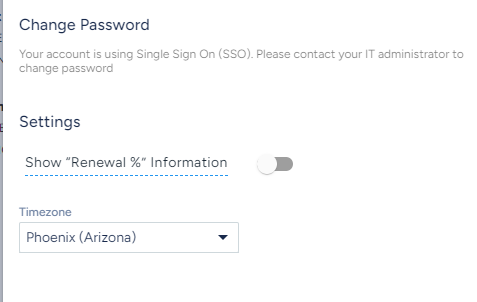 Change Password
Your account is using Single Sign On (SSO). Please contact your IT administrator to
change password
Settings
Show “Renewal %” Information
Timezone
Phoenix (Arizona)